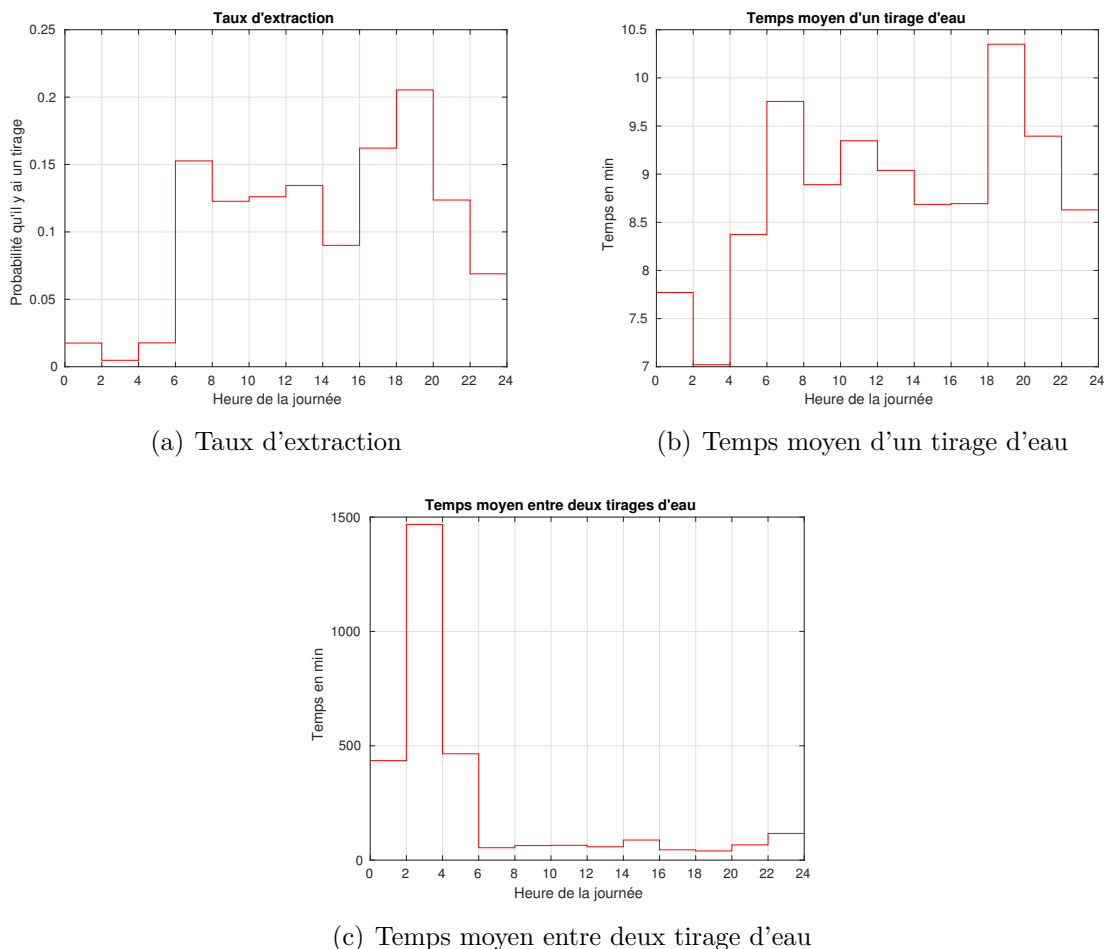 Taux d'extraction
0.25
0.2
0.15
0.1
0.05
0
Probabilité qu'il y ai un tirage
0 2 4 6 8 10 12 14 16 18 20 22 24
Heure de la journée
(a) Taux d'extraction
Temps moyen d'un tirage d'eau
10.5
10
9.5
9
8.5
8
7.5
7
Temps en min
0 2 4 6 8 10 12 14 16 18 20 22 24
Heure de la journée
(b) Temps moyen d'un tirage d'eau
Temps moyen entre deux tirages d'eau
1500
1000
500
0
Temps en min
0 2 4 6 8 10 12 14 16 18 20 22 24
Heure de la journée
(c) Temps moyen entre deux tirage d'eau